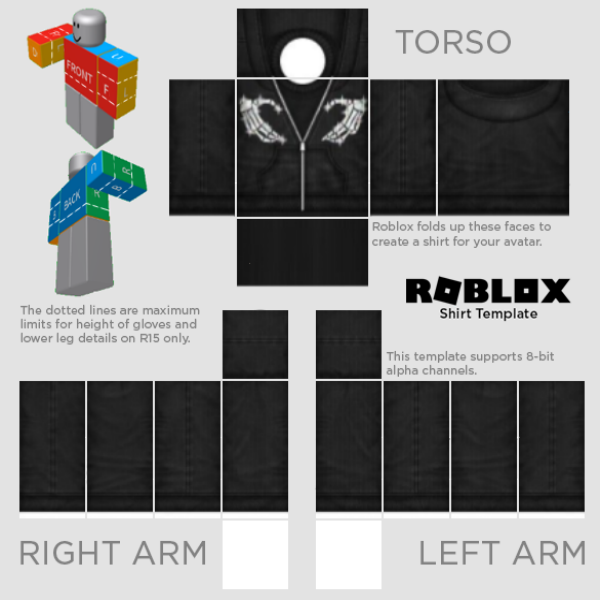 TORSO
FRONT
F
L
R
D
BACK
B
Roblox folds up these faces to
create a shirt for your avatar.
ROBLOX
Shirt Template
The dotted lines are maximum
limits for height of gloves and
lower leg details on R15 only.
This template supports 8-bit
alpha channels.
RIGHT ARM
LEFT ARM